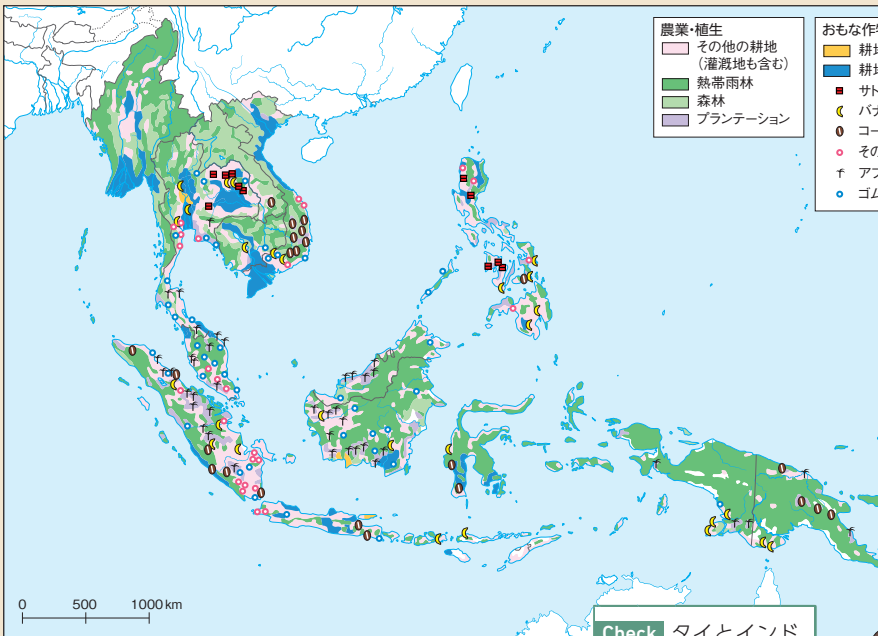 農業・植生
その他の耕地
(灌漑地も含む)
熱帯雨林
森林
プランテーション
おもな作
耕
耕
サト
バナ
コー
その
アブ
ゴム
0 500 1000km
Check タイとインド